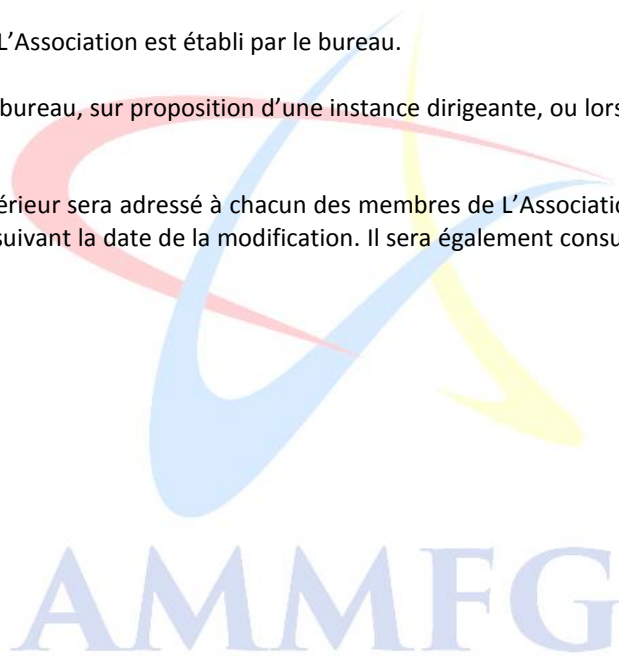 L’Association est établi par le bureau.
bureau, sur proposition d’une instance dirigeante, ou lors
érieur sera adressé à chacun des membres de L’Associatio
suivant la date de la modification. Il sera également consu
AMMFG